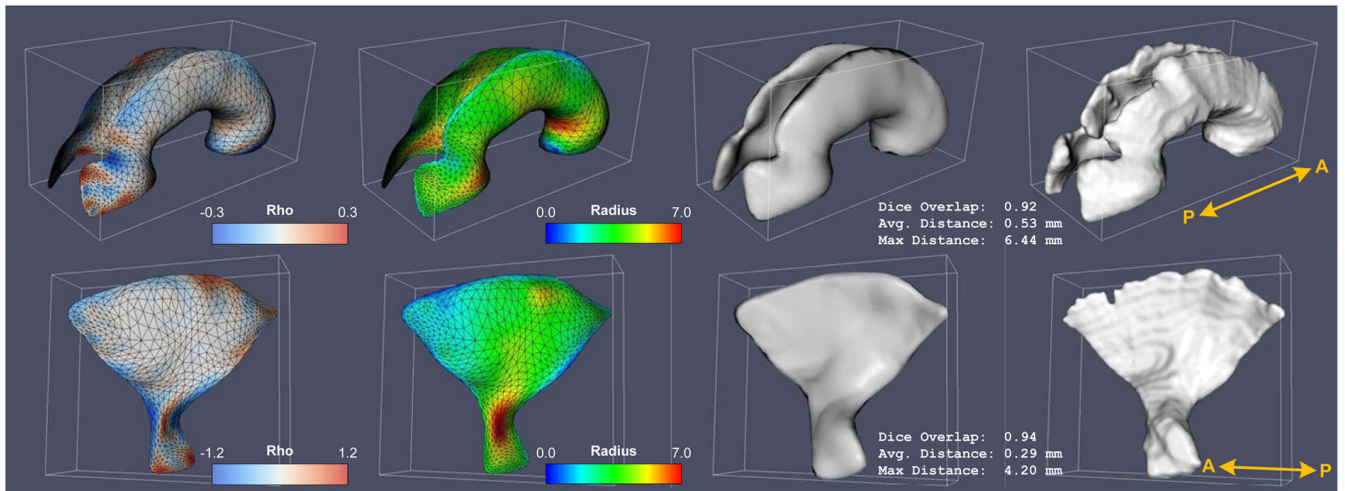 -0.3 Rho 0.3
0.0 Radius 7.0
Dice Overlap: 0.92
Avg. Distance: 0.53 mm
Max Distance: 6.44 mm
P A
-1.2 Rho 1.2
0.0 Radius 7.0
Dice Overlap: 0.94
Avg. Distance: 0.29 mm
Max Distance: 4.20 mm
A P